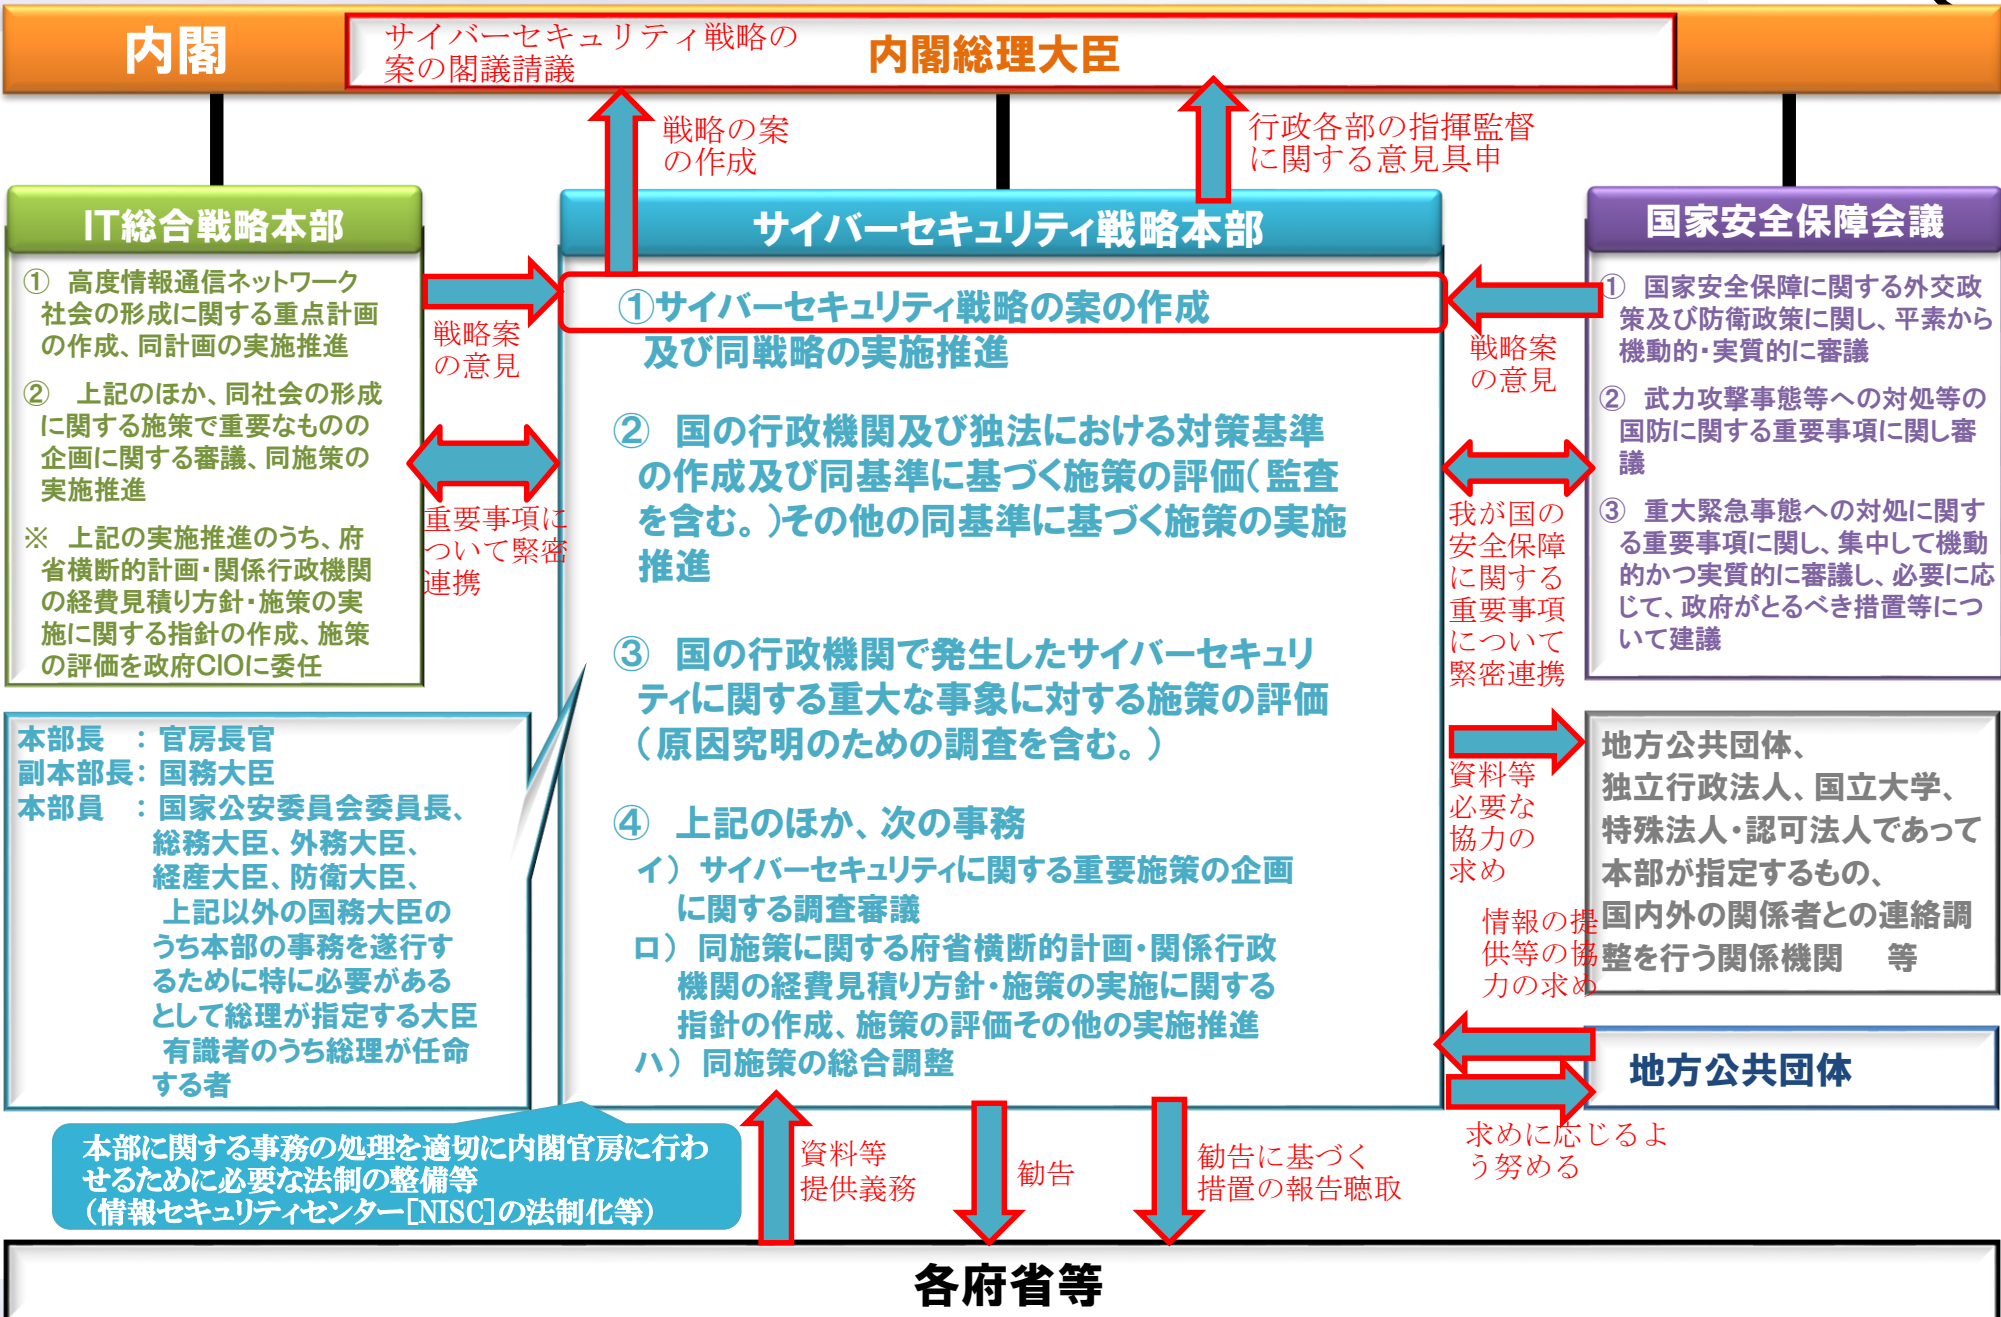 内閣
サイバーセキュリティ戦略の
案の閣議請議
内閣総理大臣
戦略の案
の作成
行政各部の指揮監督
に関する意見具申
IT総合戦略本部
① 高度情報通信ネットワーク
社会の形成に関する重点計画
の作成、同計画の実施推進
② 上記のほか、同社会の形成
に関する施策で重要なものの
企画に関する審議、同施策の
実施推進
※ 上記の実施推進のうち、府
省横断的計画・関係行政機関
の経費見積り方針・施策の実
施に関する指針の作成、施策
の評価を政府CIOに委任
戦略案
の意見
重要事項に
ついて緊密
連携
サイバーセキュリティ戦略本部
①サイバーセキュリティ戦略の案の作成
及び同戦略の実施推進
② 国の行政機関及び独法における対策基準
の作成及び同基準に基づく施策の評価(監査
を含む。)その他の同基準に基づく施策の実施
推進
③ 国の行政機関で発生したサイバーセキュリ
ティに関する重大な事象に対する施策の評価
(原因究明のための調査を含む。)
④ 上記のほか、次の事務
イ) サイバーセキュリティに関する重要施策の企画
に関する調査審議
ロ) 同施策に関する府省横断的計画・関係行政
機関の経費見積り方針・施策の実施に関する
指針の作成、施策の評価その他の実施推進
ハ) 同施策の総合調整
戦略案
の意見
我が国の
安全保障
に関する
重要事項
について
緊密連携
国家安全保障会議
① 国家安全保障に関する外交政
策及び防衛政策に関し、平素から
機動的・実質的に審議
② 武力攻撃事態等への対処等の
国防に関する重要事項に関し審
議
③ 重大緊急事態への対処に関す
る重要事項に関し、集中して機動
的かつ実質的に審議し、必要に応
じて、政府がとるべき措置等につ
いて建議
本部長 : 官房長官
副本部長: 国務大臣
本部員 : 国家公安委員会委員長、
総務大臣、外務大臣、
経産大臣、防衛大臣、
上記以外の国務大臣の
うち本部の事務を遂行す
るために特に必要がある
として総理が指定する大臣
有識者のうち総理が任命
する者
資料等
必要な
協力の
求め
地方公共団体、
独立行政法人、国立大学、
特殊法人・認可法人であって
本部が指定するもの、
国内外の関係者との連絡調
整を行う関係機関 等
情報の提
供等の協
力の求め
地方公共団体
求めに応じるよ
う努める
本部に関する事務の処理を適切に内閣官房に行わ
せるために必要な法制の整備等
(情報セキュリティセンター[NISC]の法制化等)
資料等
提供義務
勧告
勧告に基づく
措置の報告聴取
各府省等